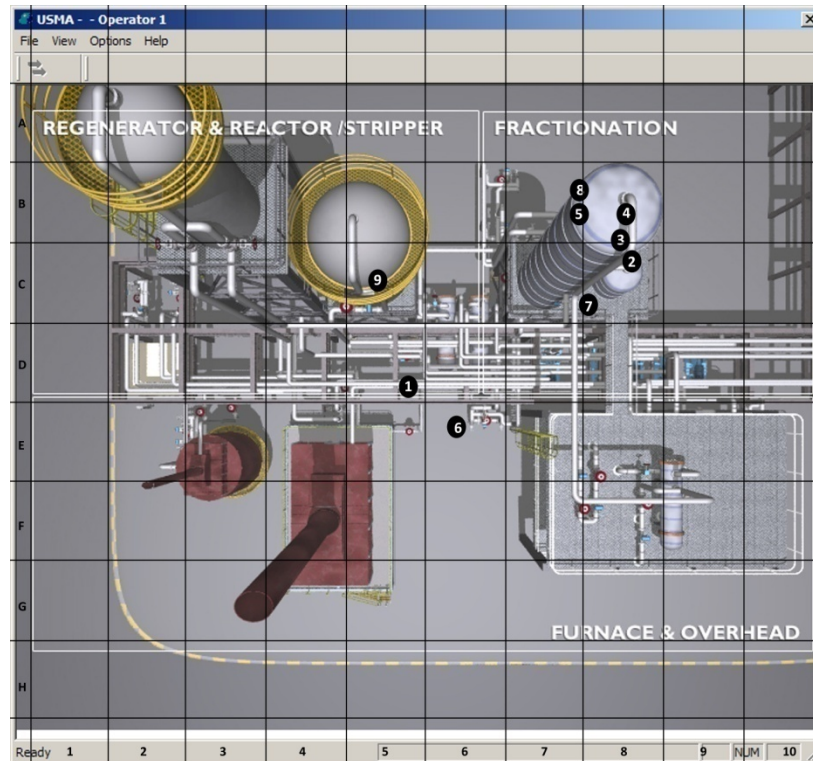 USMA - - Operator 1
File View Options Help
A
REGENERATOR & REACTOR /STRIPPER FRACTIONATION
8
B 5 4
3
2
C 9
7
D
1
E 6
F
G
FURNACE & OVERHEAD
H
Ready 1 2 3 4 5 6 7 8 9 NUM 10